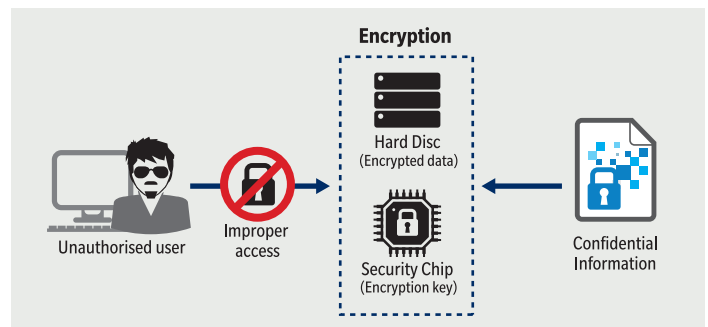 Encryption
Hard Disc
(Encrypted data)
Unauthorised user
Improper
access
Security Chip
(Encryption key)
Confidential
Information